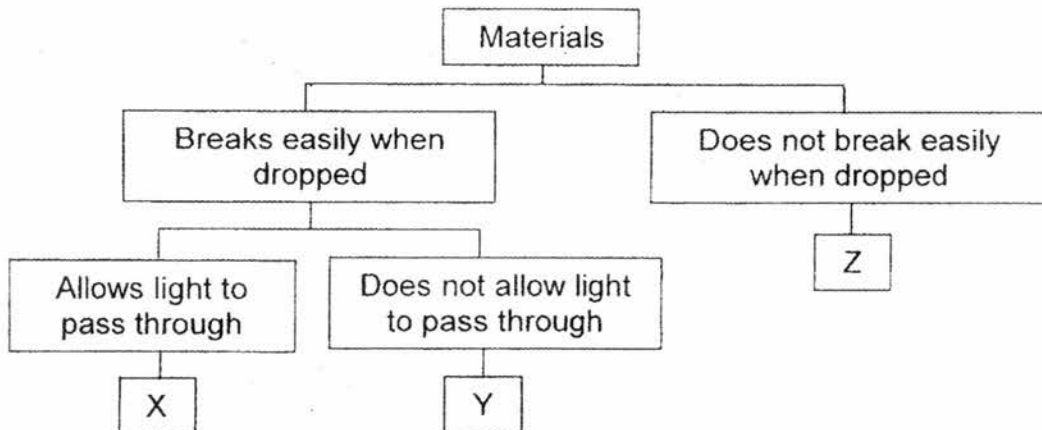 Materials
Breaks easily when
dropped
Does not break easily
when dropped
Z
Allows light to
pass through
Does not allow light
to pass through
X
Y